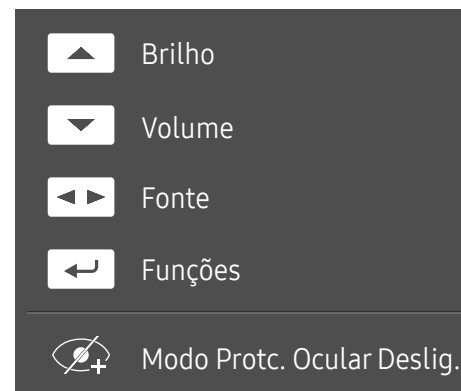 Brilho
Volume
Fonte
Funções
Modo Protc. Ocular Deslig.